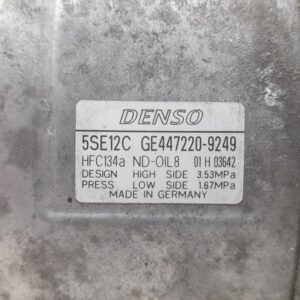 DENSO
5SE12C GE447220-9249
HFC134a ND-OIL8 01 H 03642
DESIGN HIGH SIDE 3.53MPa
PRESS LOW SIDE 1.67MPa
MADE IN GERMANY